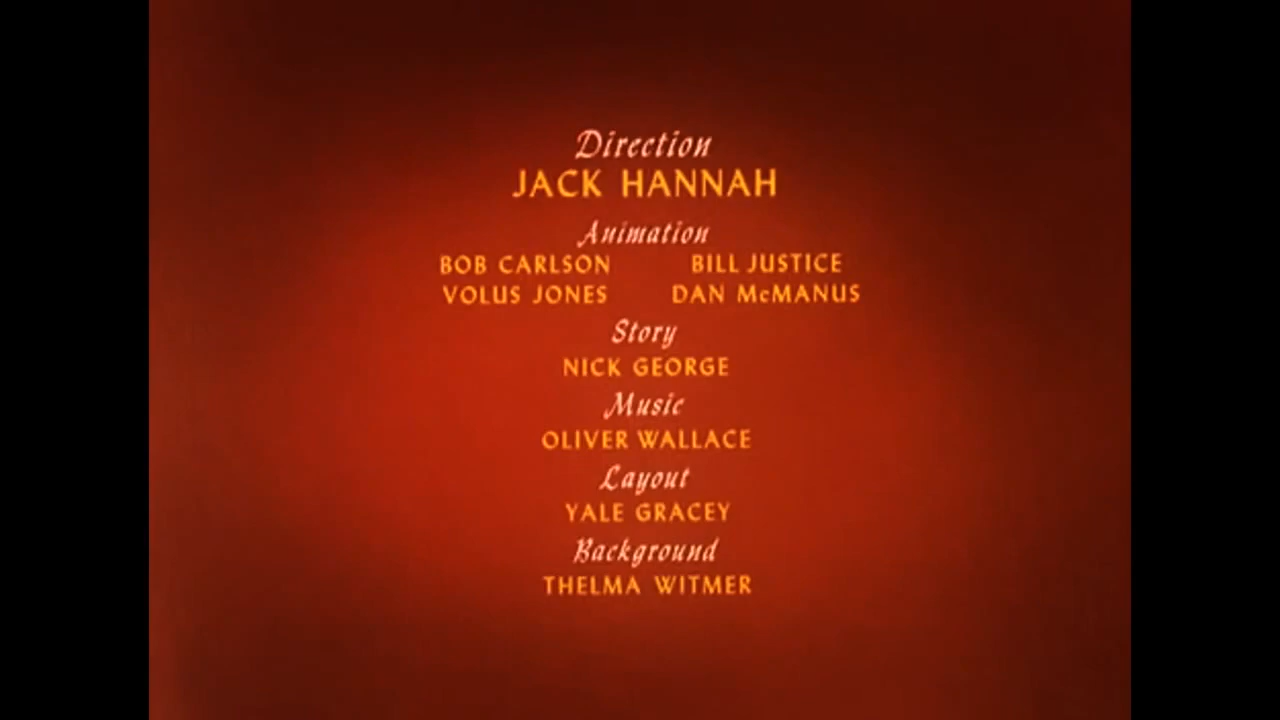 Direction
JACK HANNAH
Animation
BOB CARLSON BILL JUSTICE
VOLUS JONES DAN McMANUS
Story
NICK GEORGE
Music
OLIVER WALLACE
Layout
YALE GRACEY
Background
THELMA WITMER